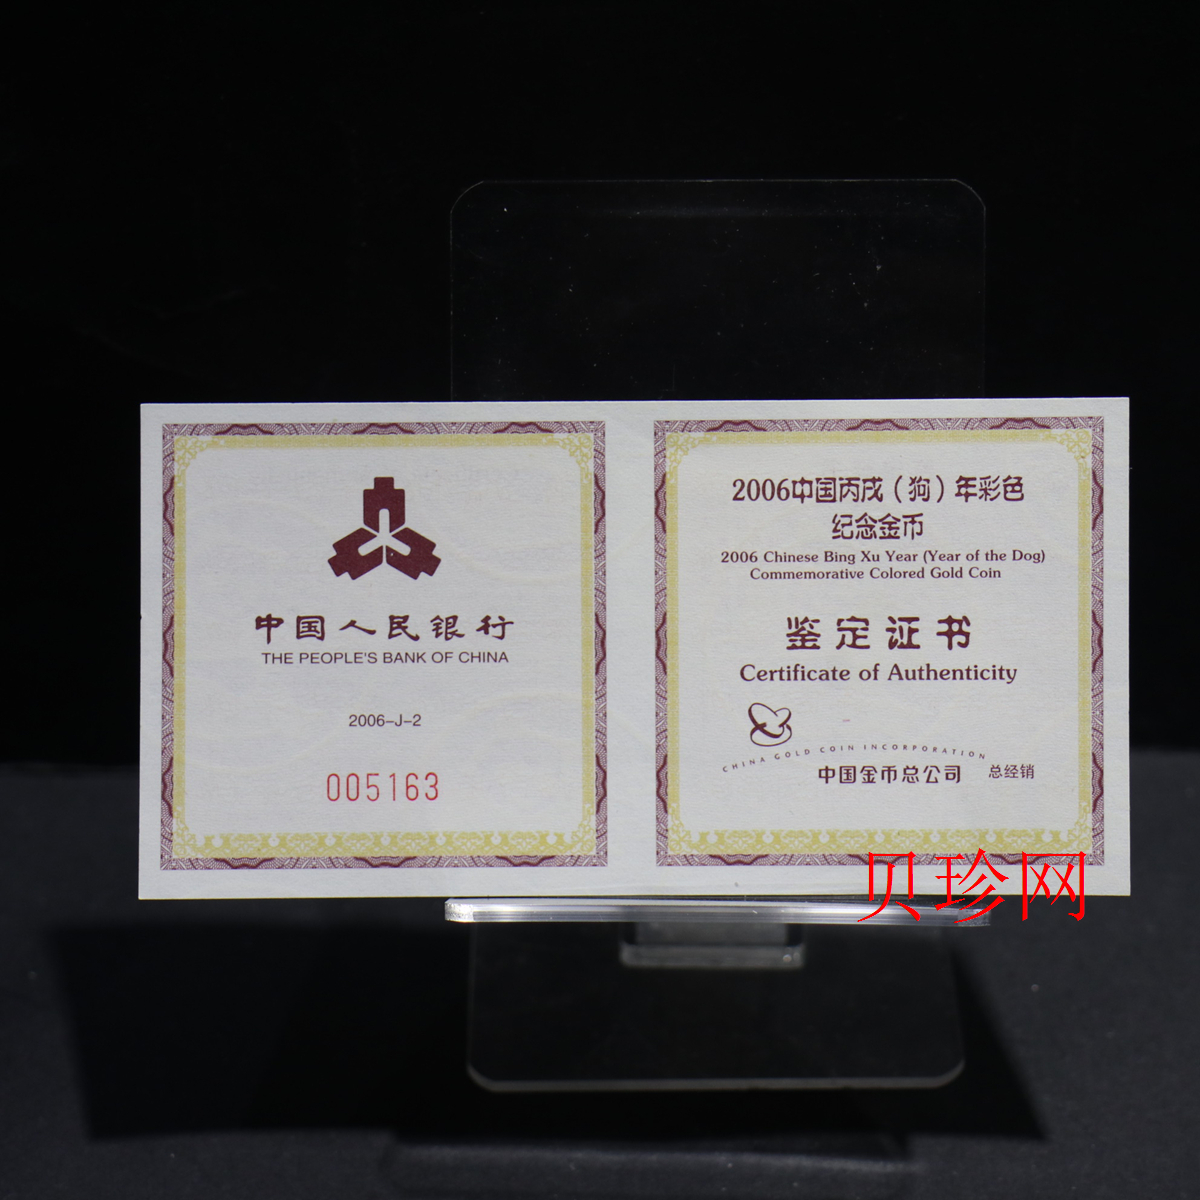 中国人民银行
THE PEOPLE'S BANK OF CHINA
2006-J-2
005163
2006中国丙戌（狗）年彩色
纪念金币
2006 Chinese Bing Xu Year (Year of the Dog)
Commemorative Colored Gold Coin
鉴定证书
Certificate of Authenticity
CHINA GOLD COIN INCORPORATION
中国金币总公司 总经销
贝珍网